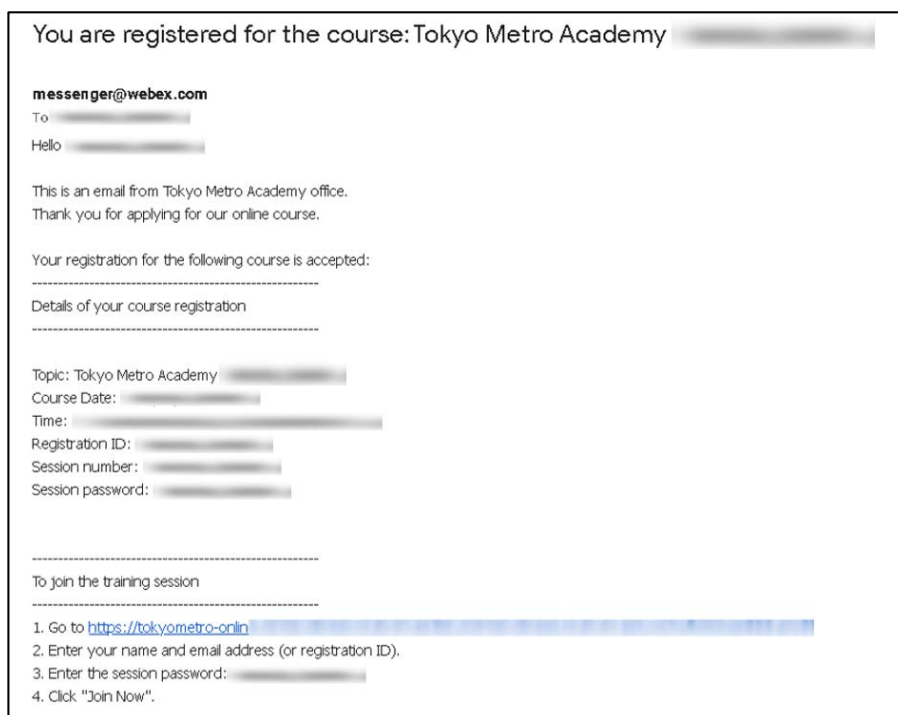 You are registered for the course: Tokyo Metro Academy
messenger@webex.com
To
Hello
This is an email from Tokyo Metro Academy office.
Thank you for applying for our online course.
Your registration for the following course is accepted:
------------------------------------------------------
Details of your course registration
------------------------------------------------------
Topic: Tokyo Metro Academy
Course Date:
Time:
Registration ID:
Session number:
Session password:
------------------------------------------------------
To join the training session
------------------------------------------------------
1. Go to https://tokyometro-onlin
2. Enter your name and email address (or registration ID).
3. Enter the session password:
4. Click "Join Now".